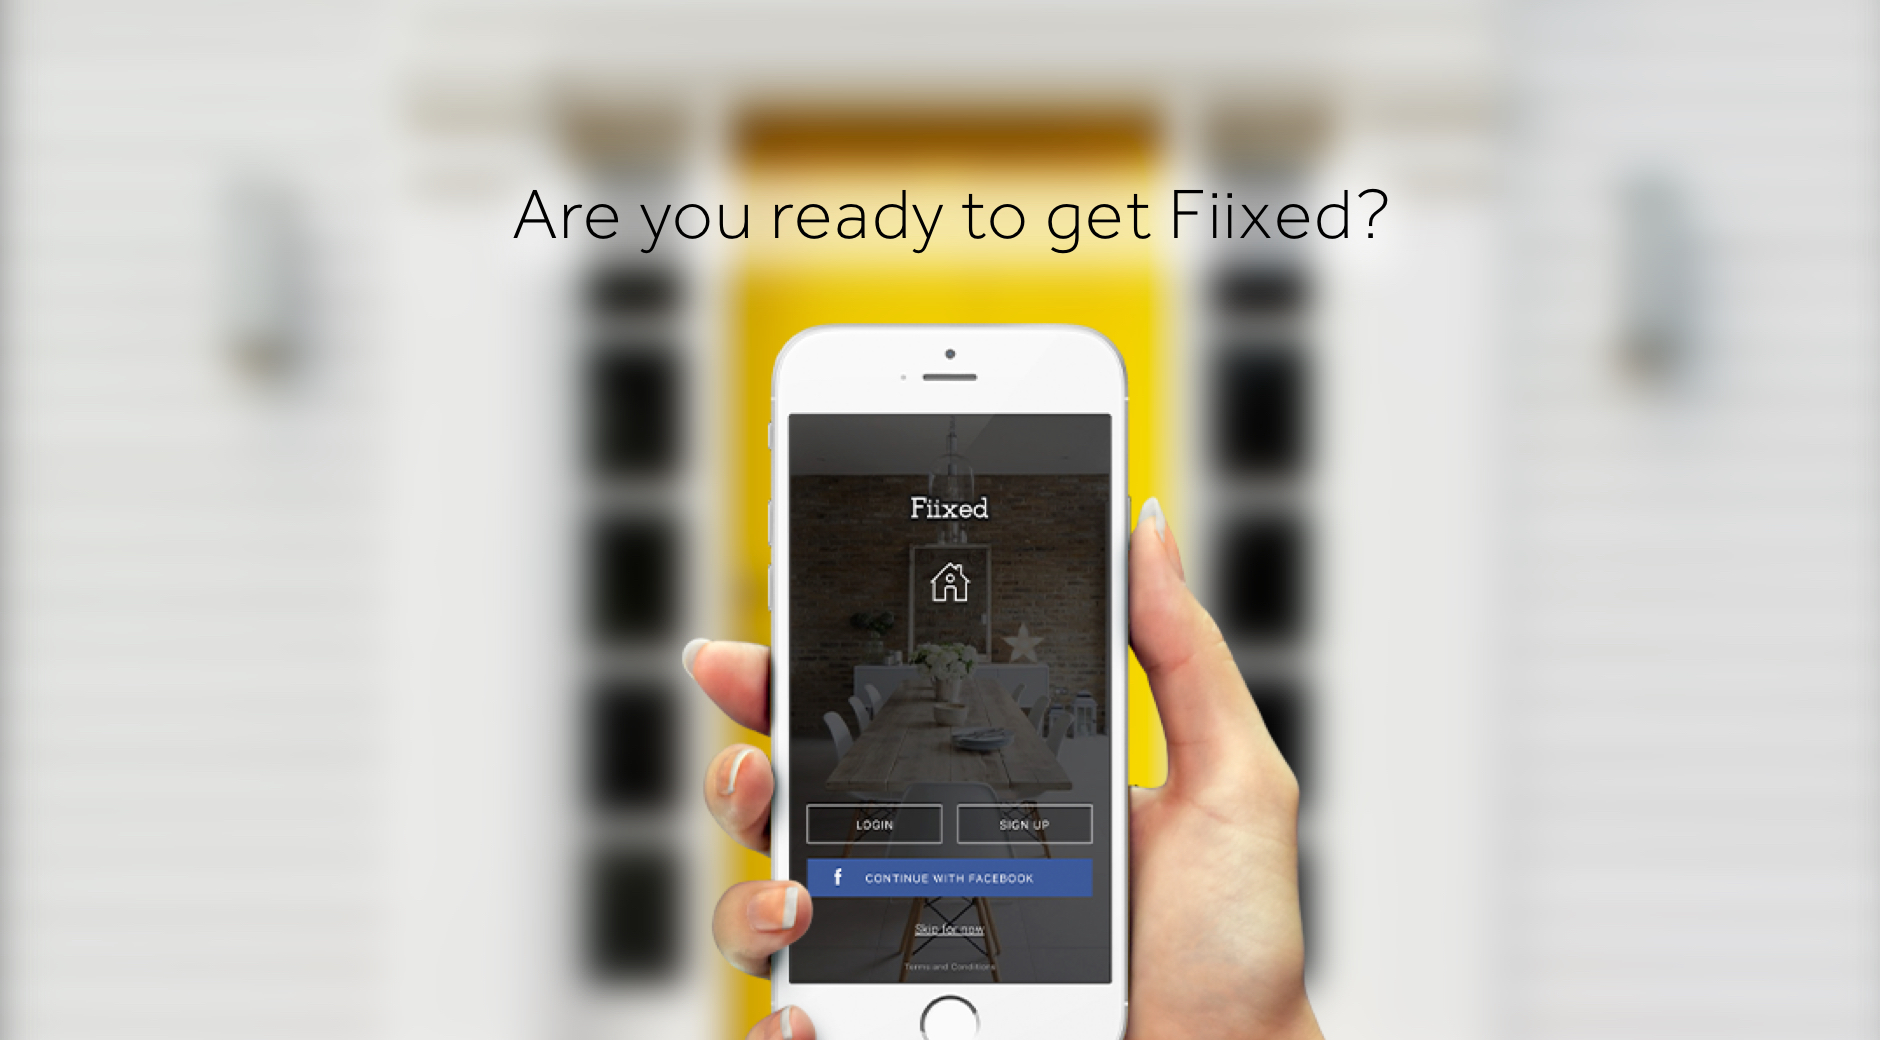 Are you ready to get Fiixed?
Fiixed
LOGIN
SIGN UP
f CONTINUE WITH FACEBOOK
Skip for now
Terms and Conditions